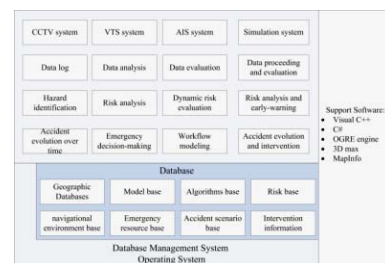 CCTV system
VTS system
AIS system
Simulation system
Data log
Data analysis
Data evaluation
Data proceeding
and evaluation
Hazard
identification
Risk analysis
Dynamic risk
evaluation
Risk analysis and
early-warning
Accident
evolution over
time
Emergency
decision-making
Workflow
modeling
Accident evolution
and intervention
Support Software:
• Visual C++
• C#
• OGRE engine
• 3D max
• MapInfo
Database
Geographic
Databases
Model base
Algorithms base
Risk base
navigational
environment base
Emergency
resource base
Accident scenario
base
Intervention
information
Database Management System
Operating System